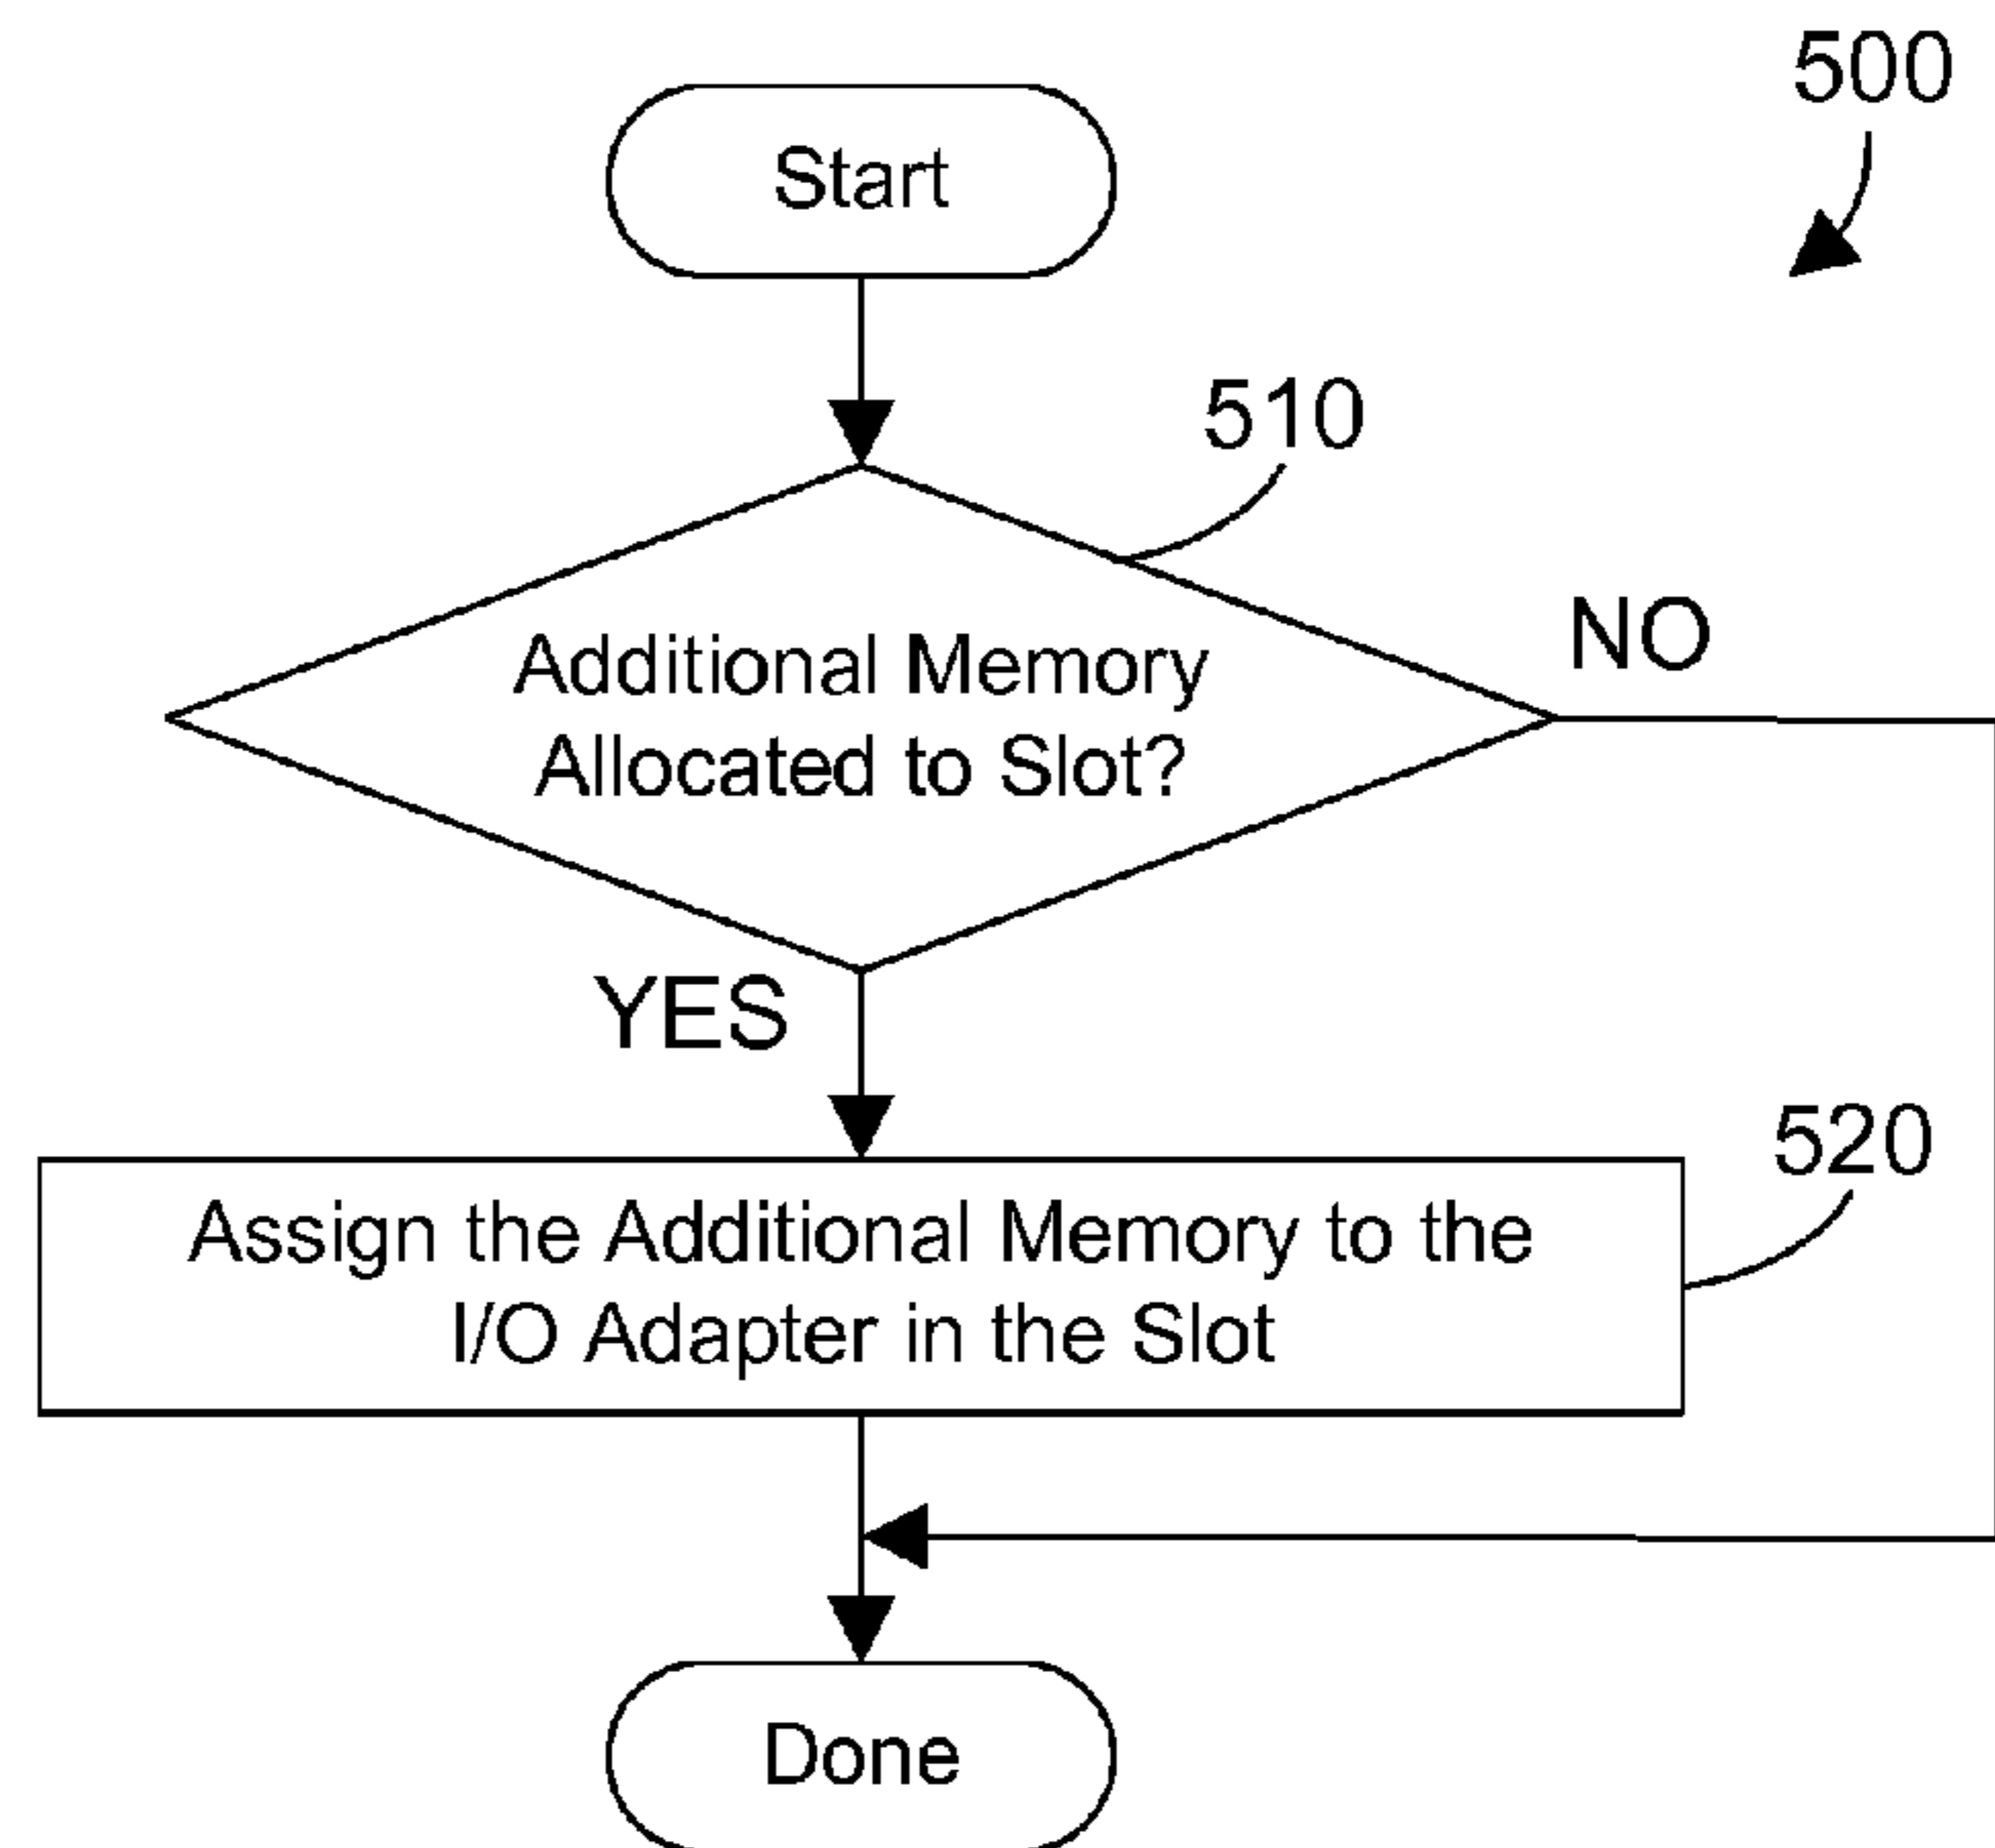 500
Start
510
Additional Memory
Allocated to Slot?
NO
YES
520
Assign the Additional Memory to the
I/O Adapter in the Slot
Done